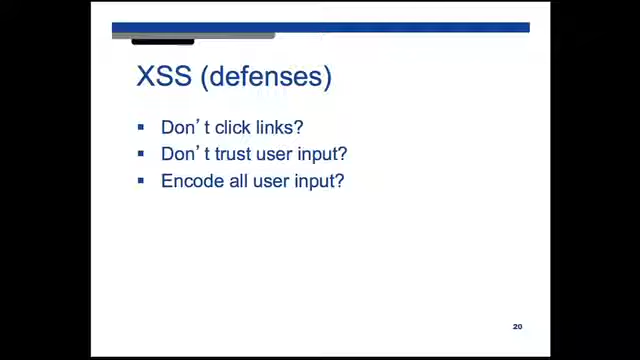 XSS (defenses)
▪ Don't click links?
▪ Don't trust user input?
▪ Encode all user input?
20